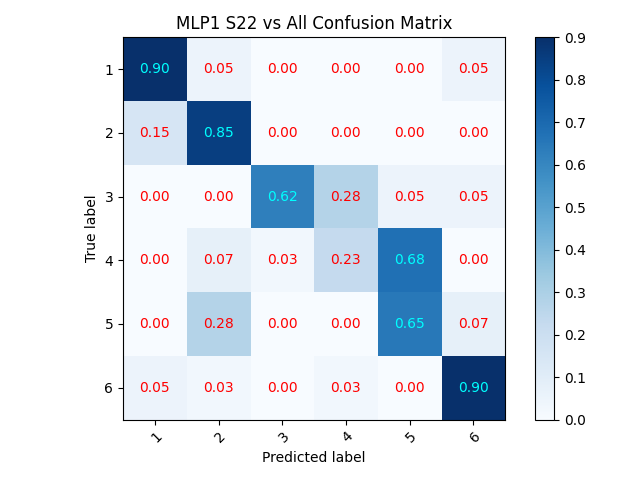 MLP1 S22 vs All Confusion Matrix
True label
1 0.90 0.05 0.00 0.00 0.00 0.05
2 0.15 0.85 0.00 0.00 0.00 0.00
3 0.00 0.00 0.62 0.28 0.05 0.05
4 0.00 0.07 0.03 0.23 0.68 0.00
5 0.00 0.28 0.00 0.00 0.65 0.07
6 0.05 0.03 0.00 0.03 0.00 0.90
1 2 3 4 5 6
Predicted label
0.9
0.8
0.7
0.6
0.5
0.4
0.3
0.2
0.1
0.0